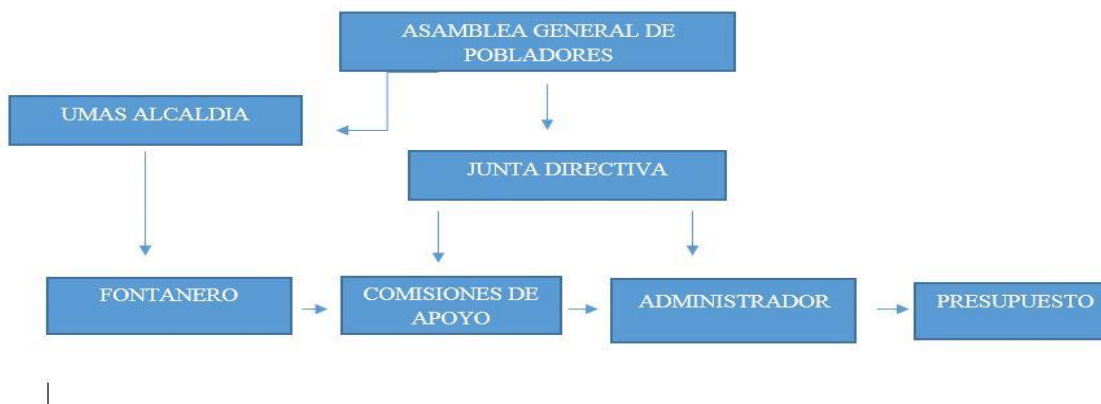 ASAMBLEA GENERAL DE
POBLADORES
UMAS ALCALDIA
JUNTA DIRECTIVA
FONTANERO
COMISIONES DE
APOYO
ADMINISTRADOR
PRESUPUESTO